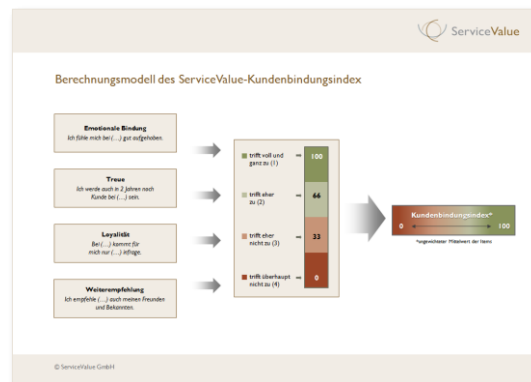 ServiceValue
Berechnungsmodell des ServiceValue-Kundenbindungsindex
Emotionale Bindung
Ich fühle mich bei (...) gut aufgehoben.
Treue
Ich werde auch in 2 Jahren noch
Kunde bei (...) sein.
Loyalität
Bei (...) kommt für
mich nur (...) infrage.
Weiterempfehlung
Ich empfehle (...) auch meinen Freunden
und Bekannten.
trifft voll und
ganz zu (1)
100
trifft eher
zu (2)
66
trifft eher
nicht zu (3)
33
trifft überhaupt
nicht zu (4)
0
Kundenbindungsindex*
0 100
*ungewichteter Mittelwert der Items
© ServiceValue GmbH